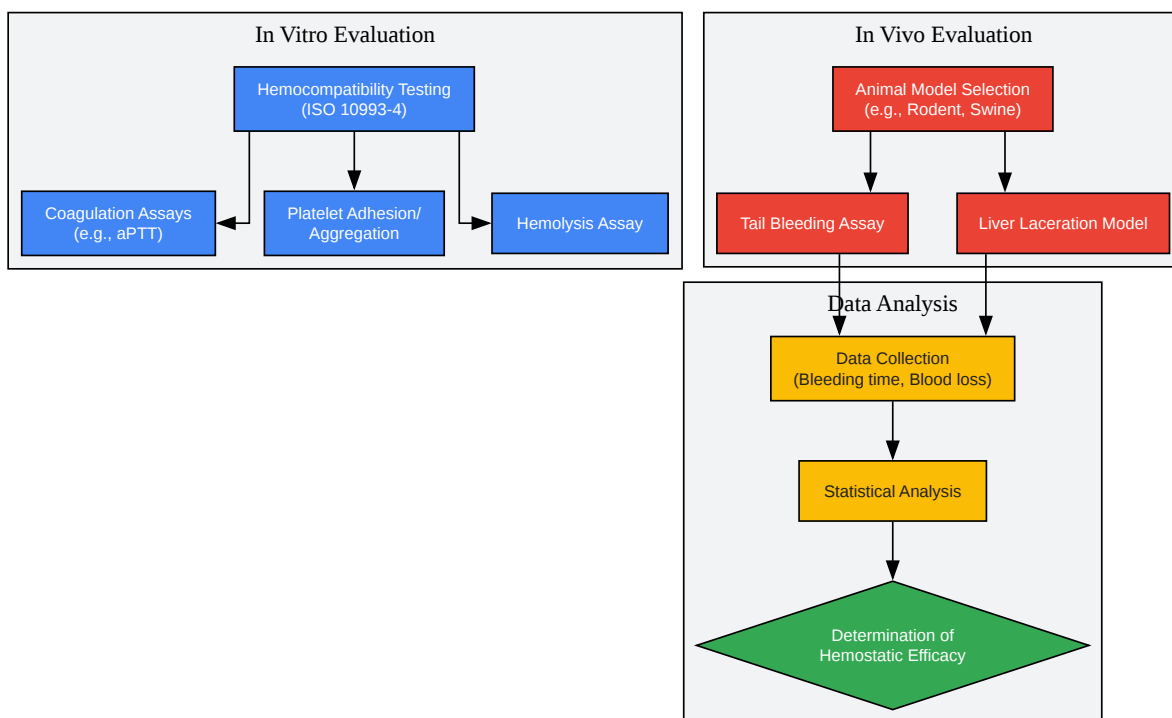 In Vitro Evaluation
Hemocompatibility Testing
(ISO 10993-4)
Coagulation Assays
(e.g., aPTT)
Platelet Adhesion/
Aggregation
Hemolysis Assay
In Vivo Evaluation
Animal Model Selection
(e.g., Rodent, Swine)
Tail Bleeding Assay
Liver Laceration Model
Data Analysis
Data Collection
(Bleeding time, Blood loss)
Statistical Analysis
Determination of
Hemostatic Efficacy